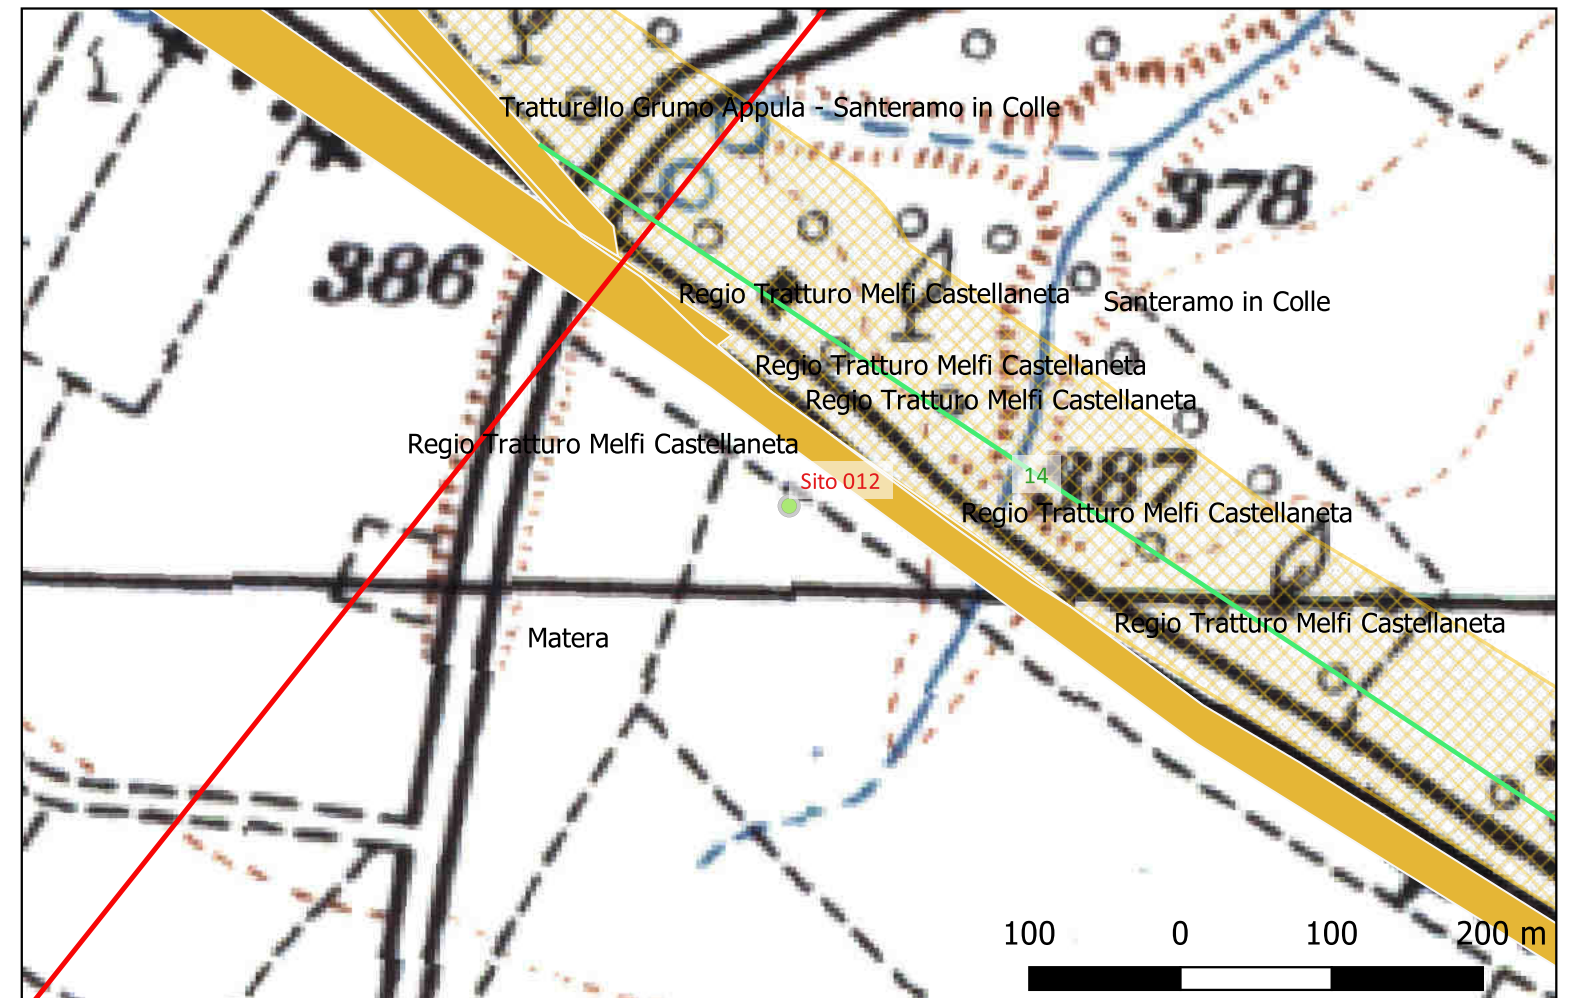 Tratturello Grumo Appula - Santeramo in Colle
378
386
Regio Tratturo Melfi Castellaneta
Santeramo in Colle
Regio Tratturo Melfi Castellaneta
Regio Tratturo Melfi Castellaneta
Regio Tratturo Melfi Castellaneta
Sito 012
14
387
Regio Tratturo Melfi Castellaneta
Regio Tratturo Melfi Castellaneta
Matera
100 0 100 200 m